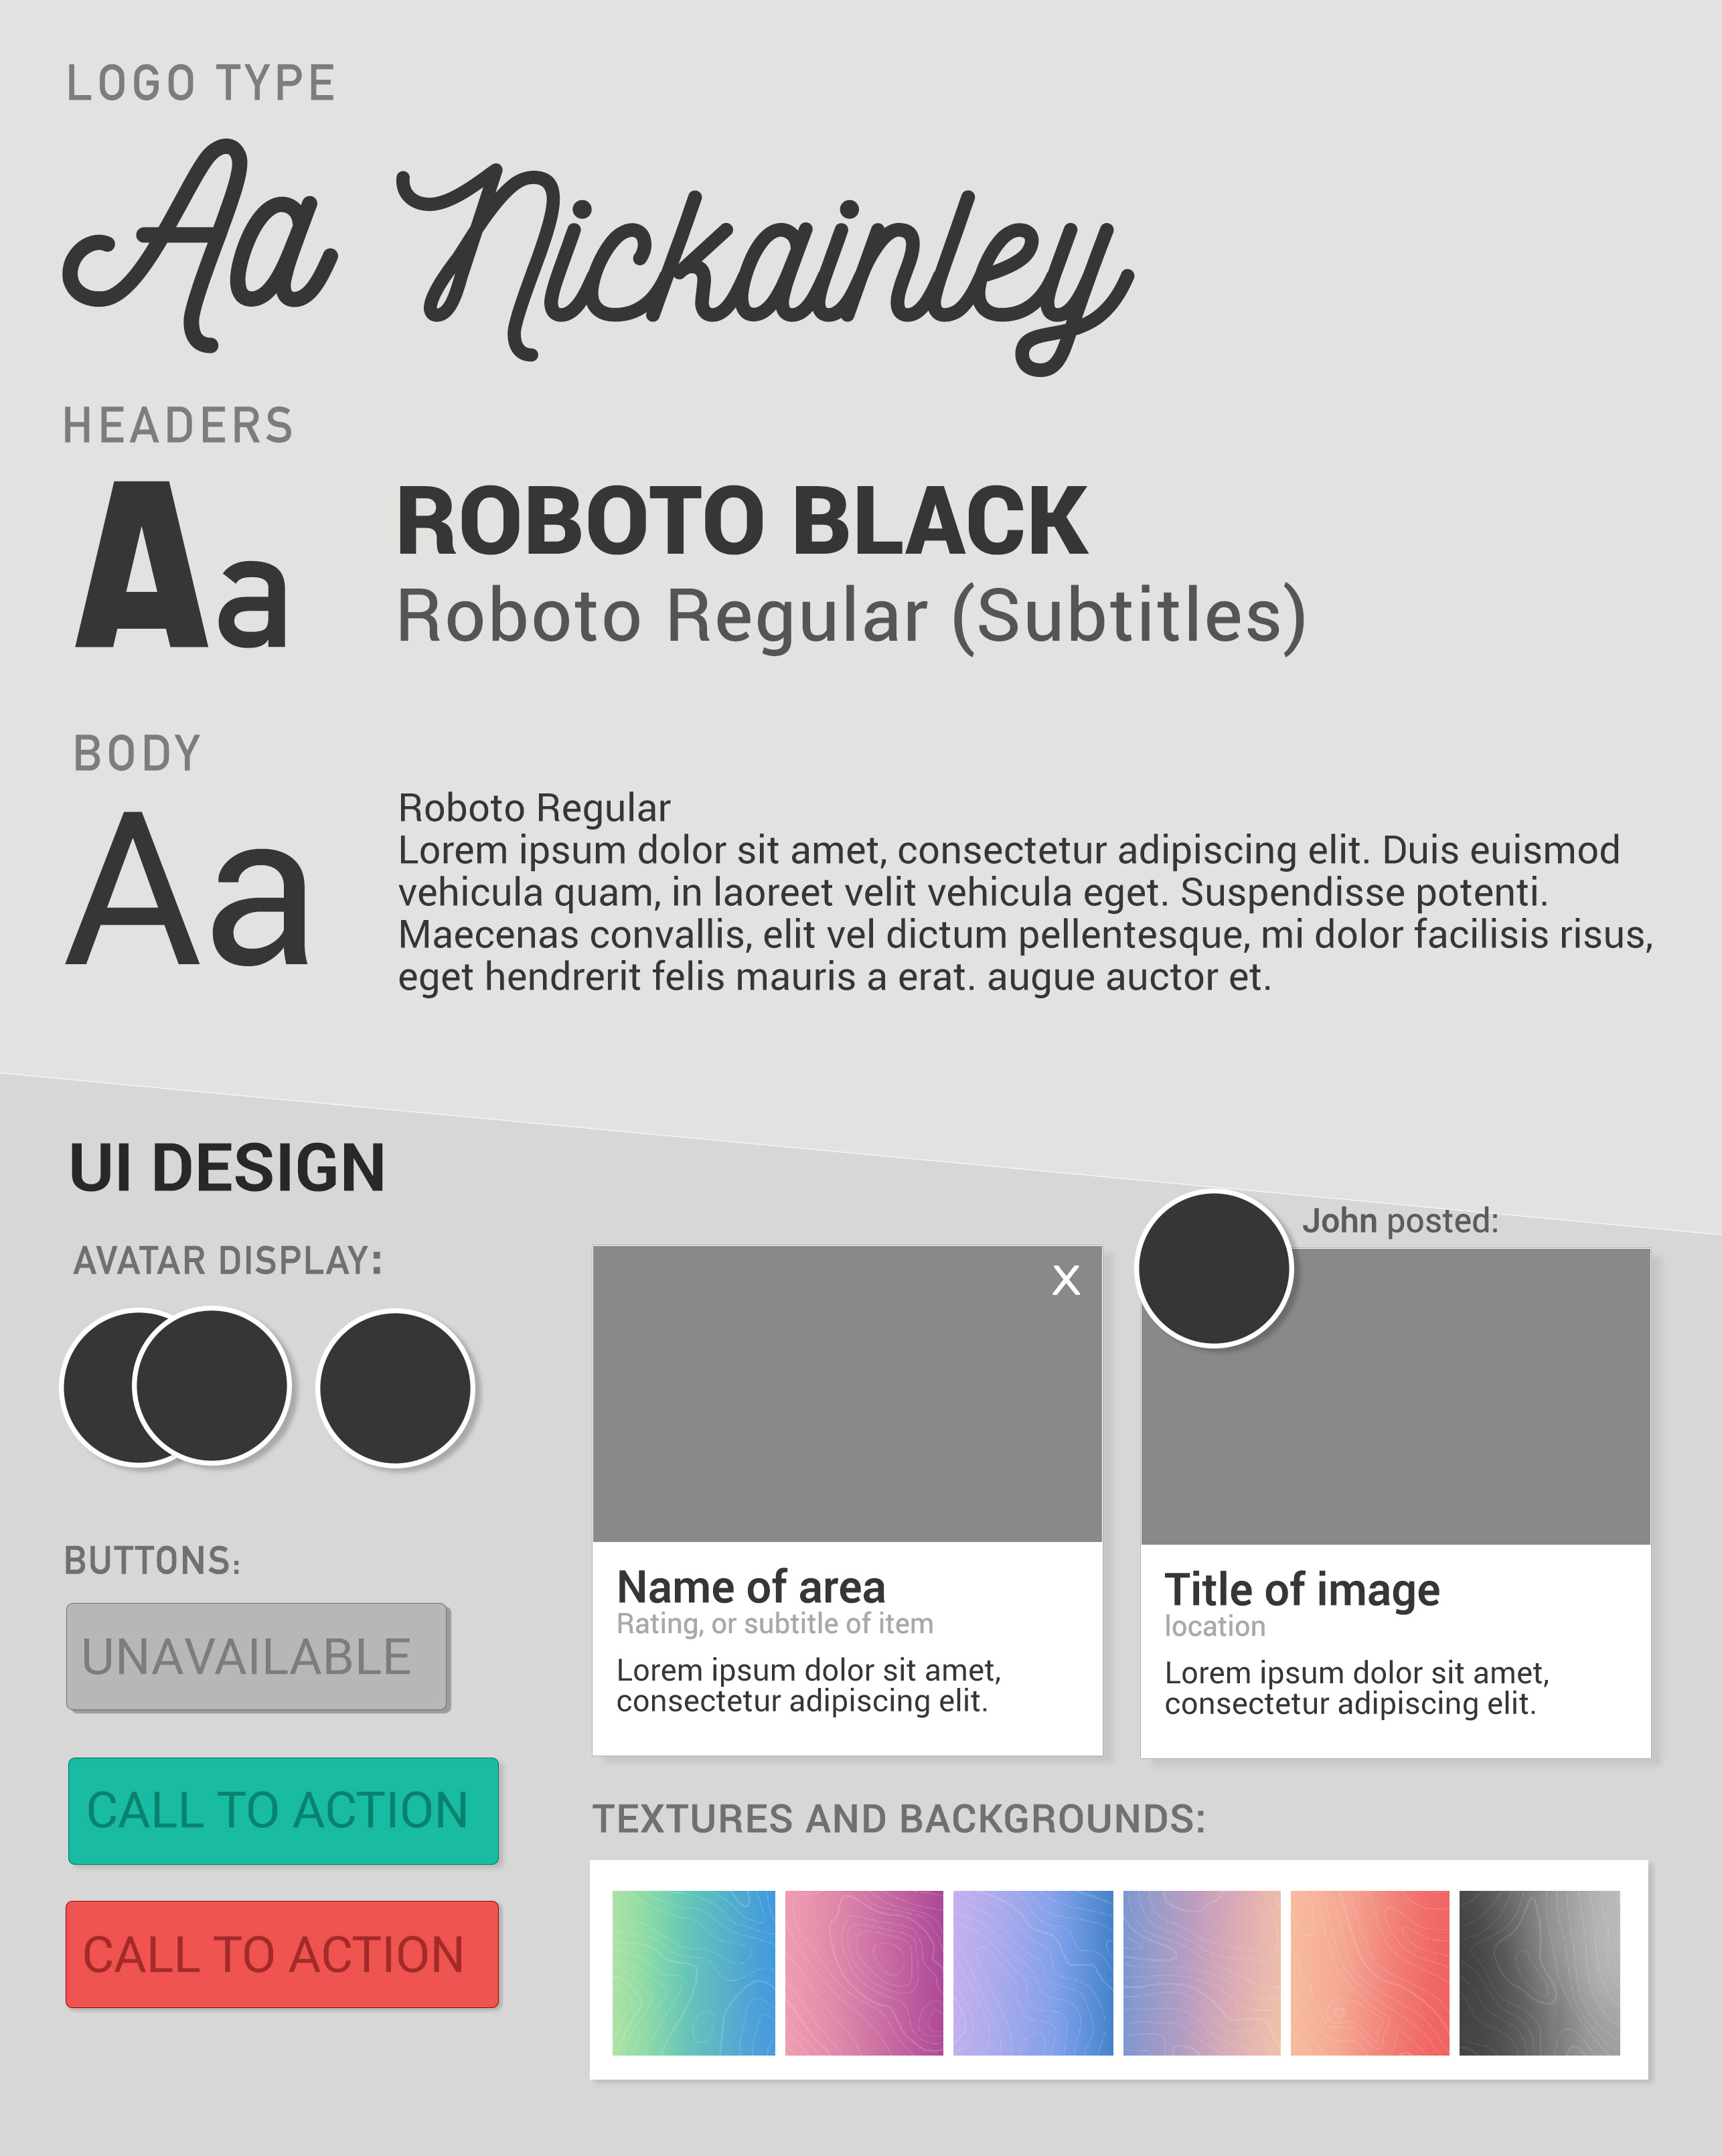 LOGO TYPE
Aa Nickainley
HEADERS
Aa
ROBOTO BLACK
Roboto Regular (Subtitles)
BODY
Aa
Roboto Regular
Lorem ipsum dolor sit amet, consectetur adipiscing elit. Duis euismod
vehicula quam, in laoreet velit vehicula eget. Suspendisse potenti.
Maecenas convallis, elit vel dictum pellentesque, mi dolor facilisis risus,
eget hendrerit felis mauris a erat. augue auctor et.
UI DESIGN
AVATAR DISPLAY:
BUTTONS:
UNAVAILABLE
CALL TO ACTION
CALL TO ACTION
X
Name of area
Rating, or subtitle of item
Lorem ipsum dolor sit amet,
consectetur adipiscing elit.
John posted:
Title of image
location
Lorem ipsum dolor sit amet,
consectetur adipiscing elit.
TEXTURES AND BACKGROUNDS: